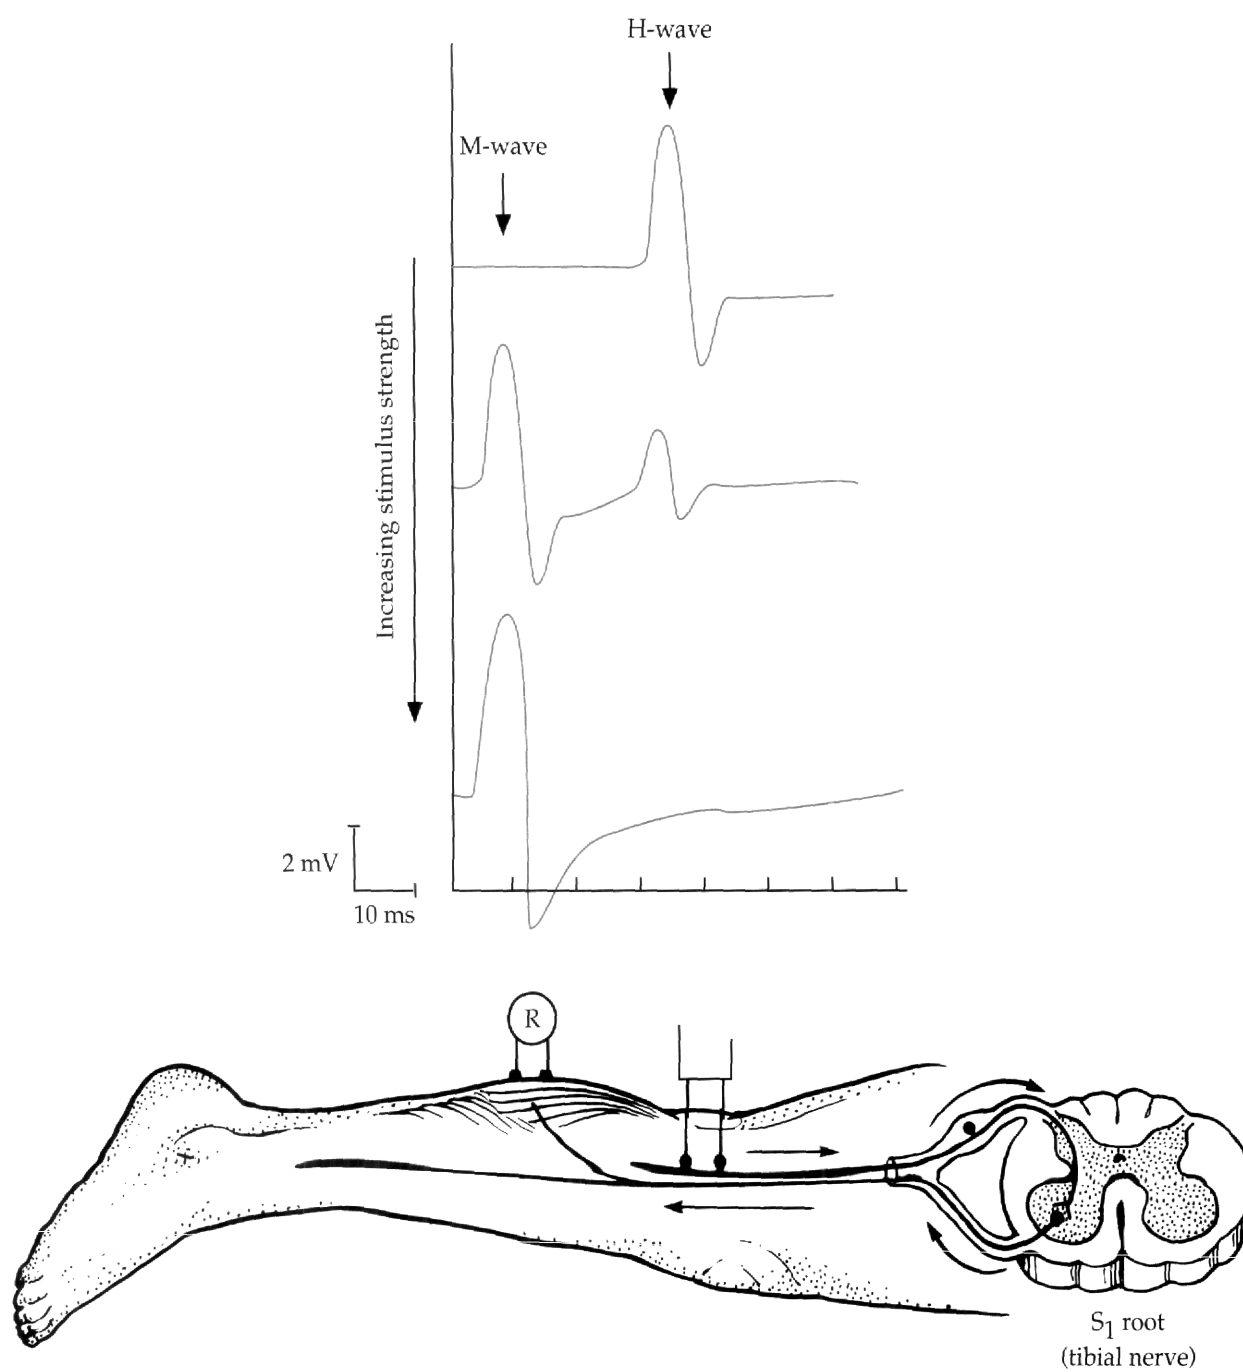 H-wave
M-wave
Increasing stimulus strength
2 mV
10 ms
R
S1 root
(tibial nerve)